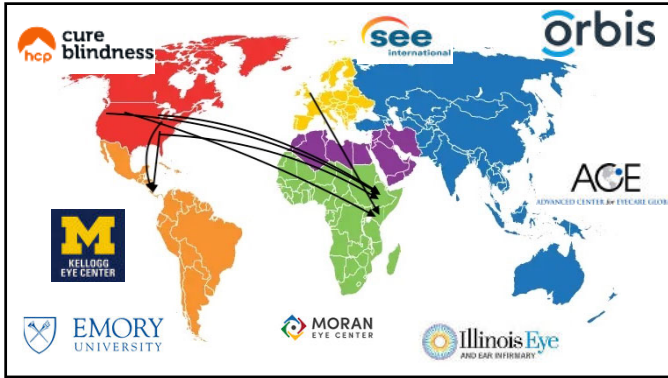 hcp
cure
blindness
see
international
orbis
ACE
ADVANCED CENTER for EYECARE GLOBAL
M
KELLOGG
EYE CENTER
EMORY
UNIVERSITY
MORAN
EYE CENTER
Illinois Eye
AND EAR INFIRMARY